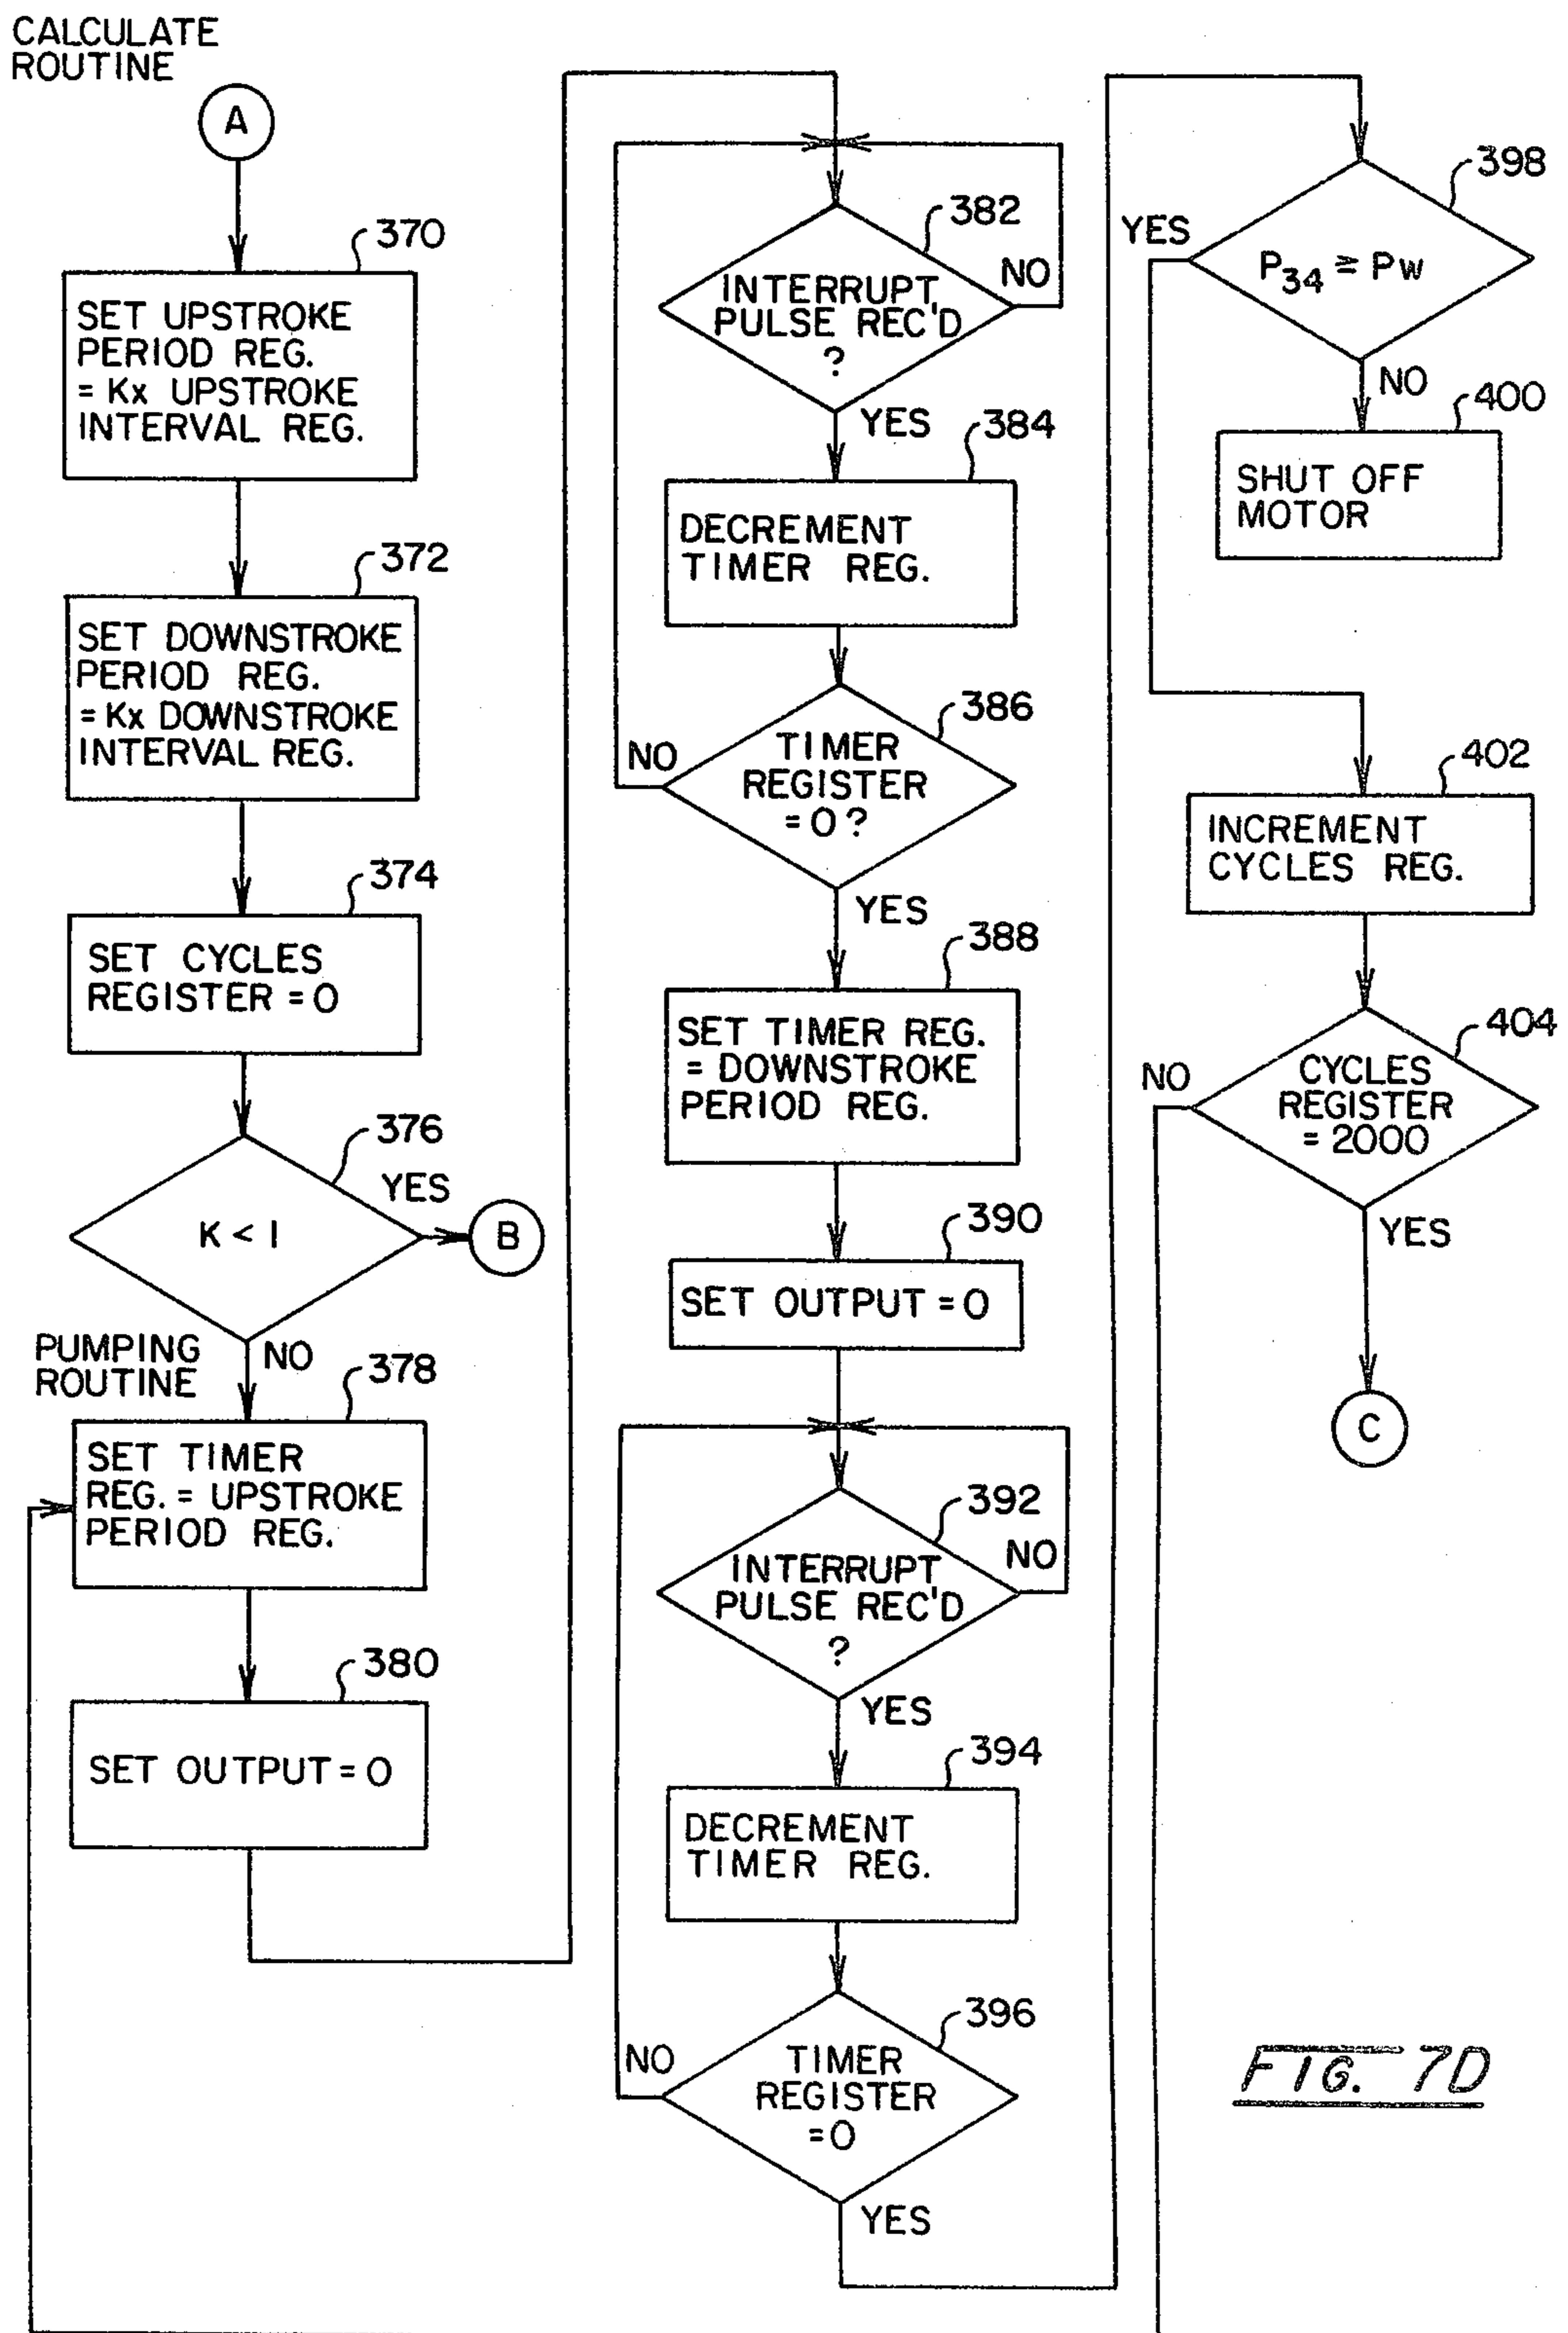 CALCULATE
ROUTINE
A
370
SET UPSTROKE
PERIOD REG.
= Kx UPSTROKE
INTERVAL REG.
372
SET DOWNSTROKE
PERIOD REG.
= Kx DOWNSTROKE
INTERVAL REG.
374
SET CYCLES
REGISTER = 0
376
YES
K < 1
B
NO
PUMPING
ROUTINE
378
SET TIMER
REG. = UPSTROKE
PERIOD REG.
380
SET OUTPUT = 0
382
NO
INTERRUPT
PULSE REC'D
?
YES
384
DECREMENT
TIMER REG.
386
NO
TIMER
REGISTER
= 0 ?
YES
388
SET TIMER REG.
= DOWNSTROKE
PERIOD REG.
390
SET OUTPUT = 0
392
NO
INTERRUPT
PULSE REC'D
?
YES
394
DECREMENT
TIMER REG.
396
NO
TIMER
REGISTER
= 0
YES
398
YES
P34 ≥ Pw
NO
400
SHUT OFF
MOTOR
402
INCREMENT
CYCLES REG.
404
NO
CYCLES
REGISTER
= 2000
YES
C
FIG. 7D